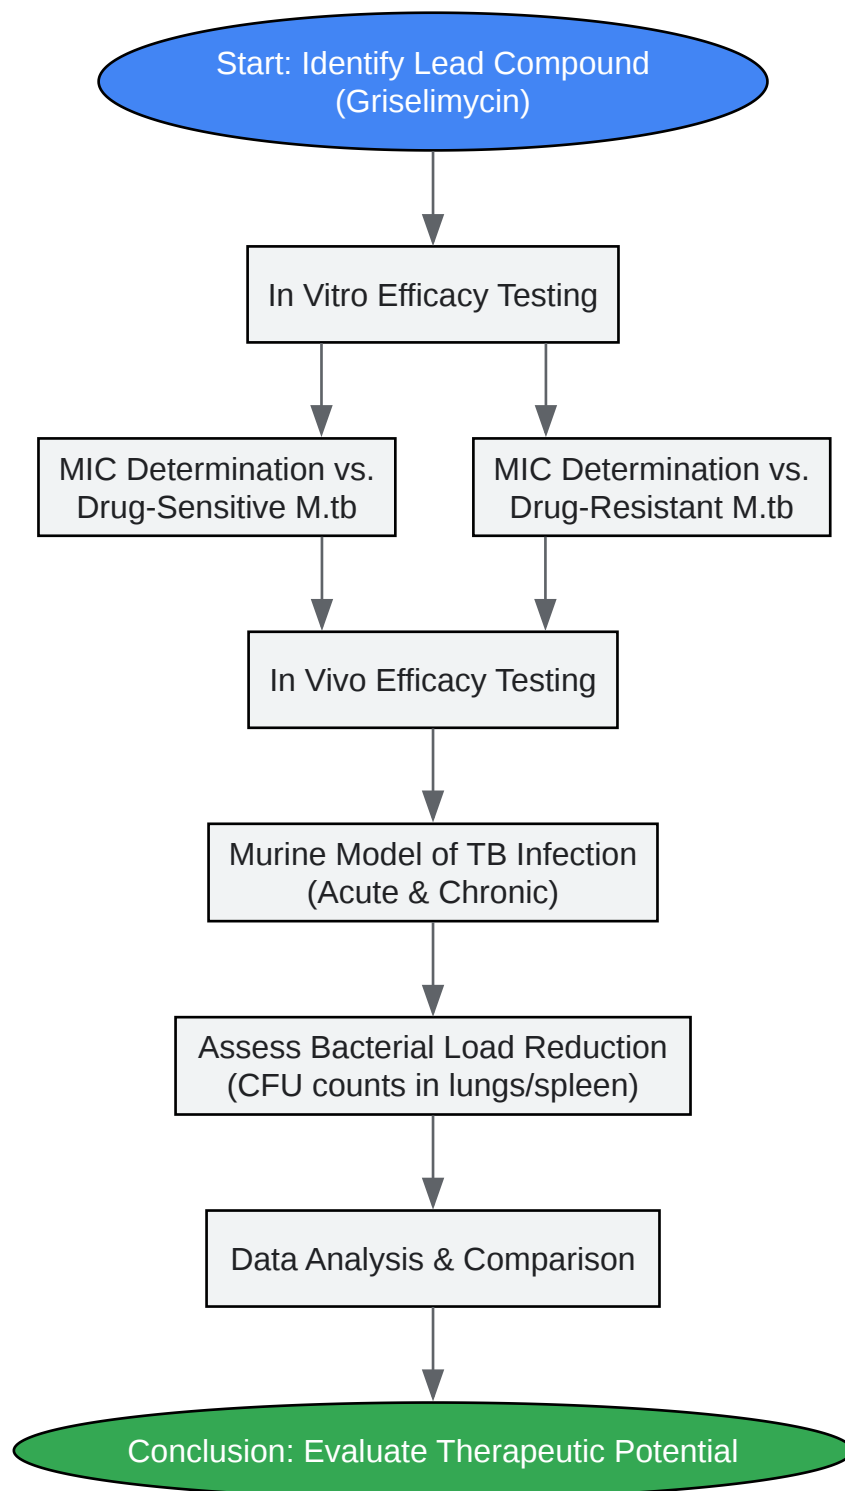 Start: Identify Lead Compound
(Griselimycin)
In Vitro Efficacy Testing
MIC Determination vs.
Drug-Sensitive M.tb
MIC Determination vs.
Drug-Resistant M.tb
In Vivo Efficacy Testing
Murine Model of TB Infection
(Acute & Chronic)
Assess Bacterial Load Reduction
(CFU counts in lungs/spleen)
Data Analysis & Comparison
Conclusion: Evaluate Therapeutic Potential